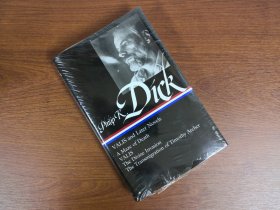 Philip K.
Dick
VALIS and Later Novels
A Maze of Death
VALIS
The Divine Invasion
The Transmigration of Timothy Archer